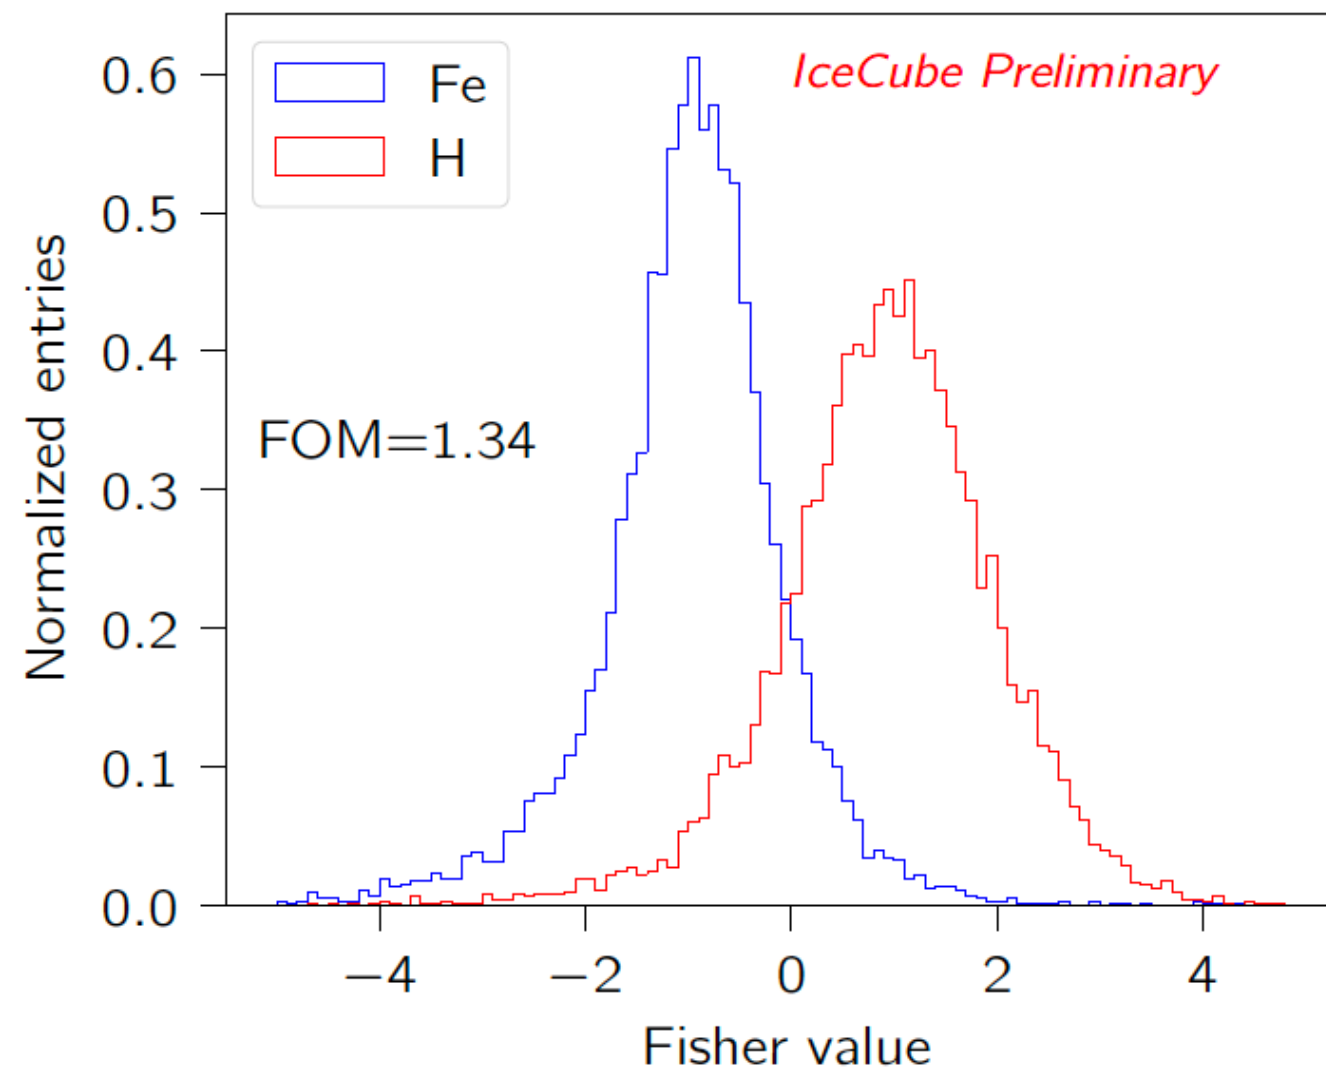 IceCube Preliminary
Fe
H
FOM=1.34
Normalized entries
0.6
0.5
0.4
0.3
0.2
0.1
0.0
−4 −2 0 2 4
Fisher value